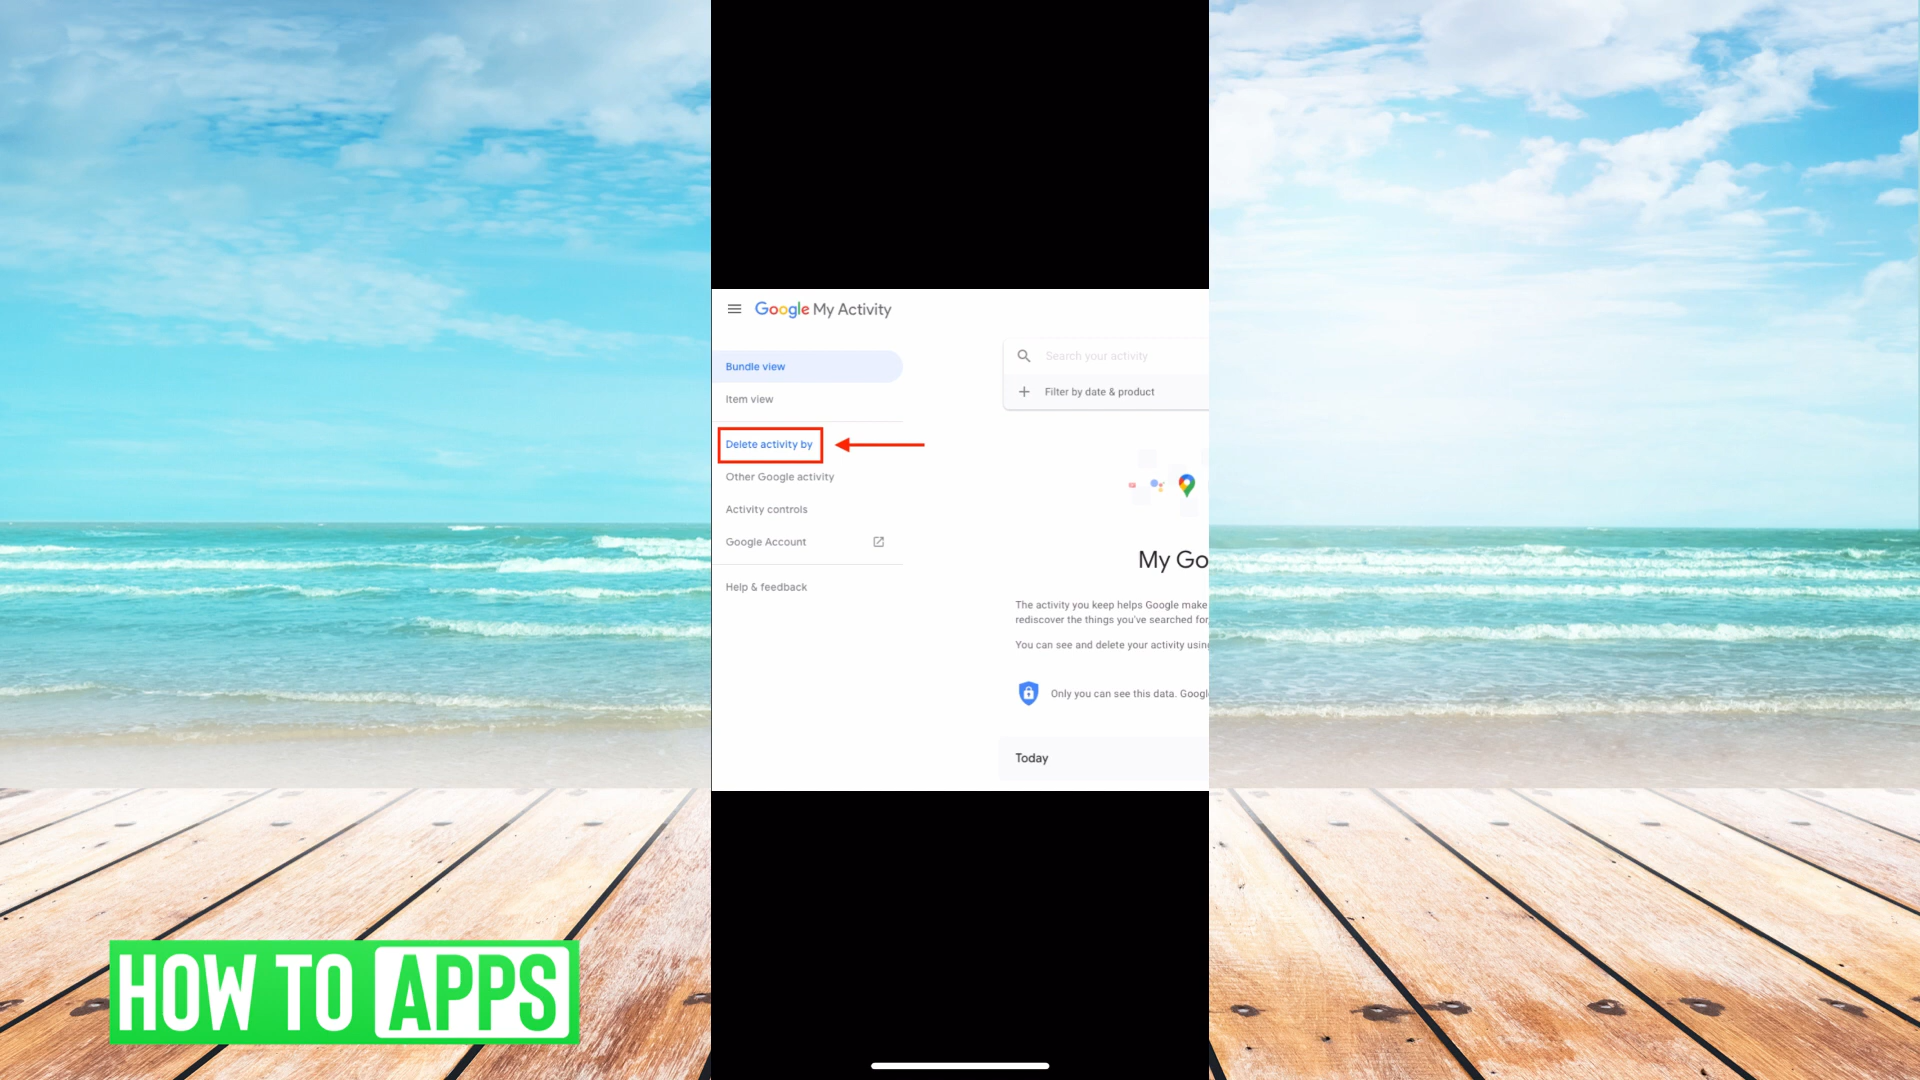 Google My Activity
Bundle view
Item view
Delete activity by
Other Google activity
Activity controls
Google Account
Help & feedback
Search your activity
Filter by date & product
My Go
The activity you keep helps Google make
rediscover the things you've searched for
You can see and delete your activity using
Only you can see this data. Googl
Today
HOW TO APPS